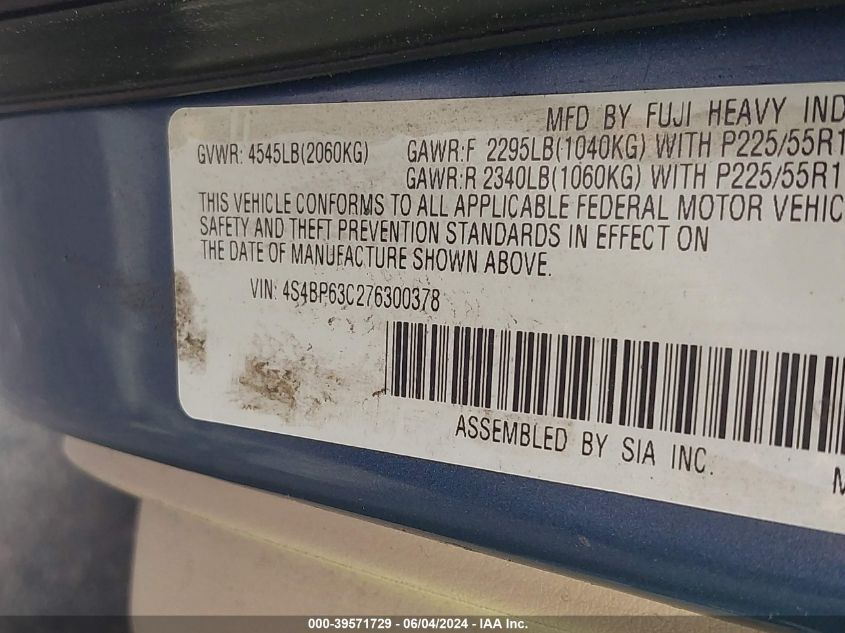 MFD BY FUJI HEAVY IND
GVWR: 4545LB(2060KG) GAWR:F 2295LB(1040KG) WITH P225/55R1
GAWR:R 2340LB(1060KG) WITH P225/55R1
THIS VEHICLE CONFORMS TO ALL APPLICABLE FEDERAL MOTOR VEHIC
SAFETY AND THEFT PREVENTION STANDARDS IN EFFECT ON
THE DATE OF MANUFACTURE SHOWN ABOVE.
VIN: 4S4BP63C276300378
ASSEMBLED BY SIA INC.
000-39571729 - 06/04/2024 - IAA Inc.